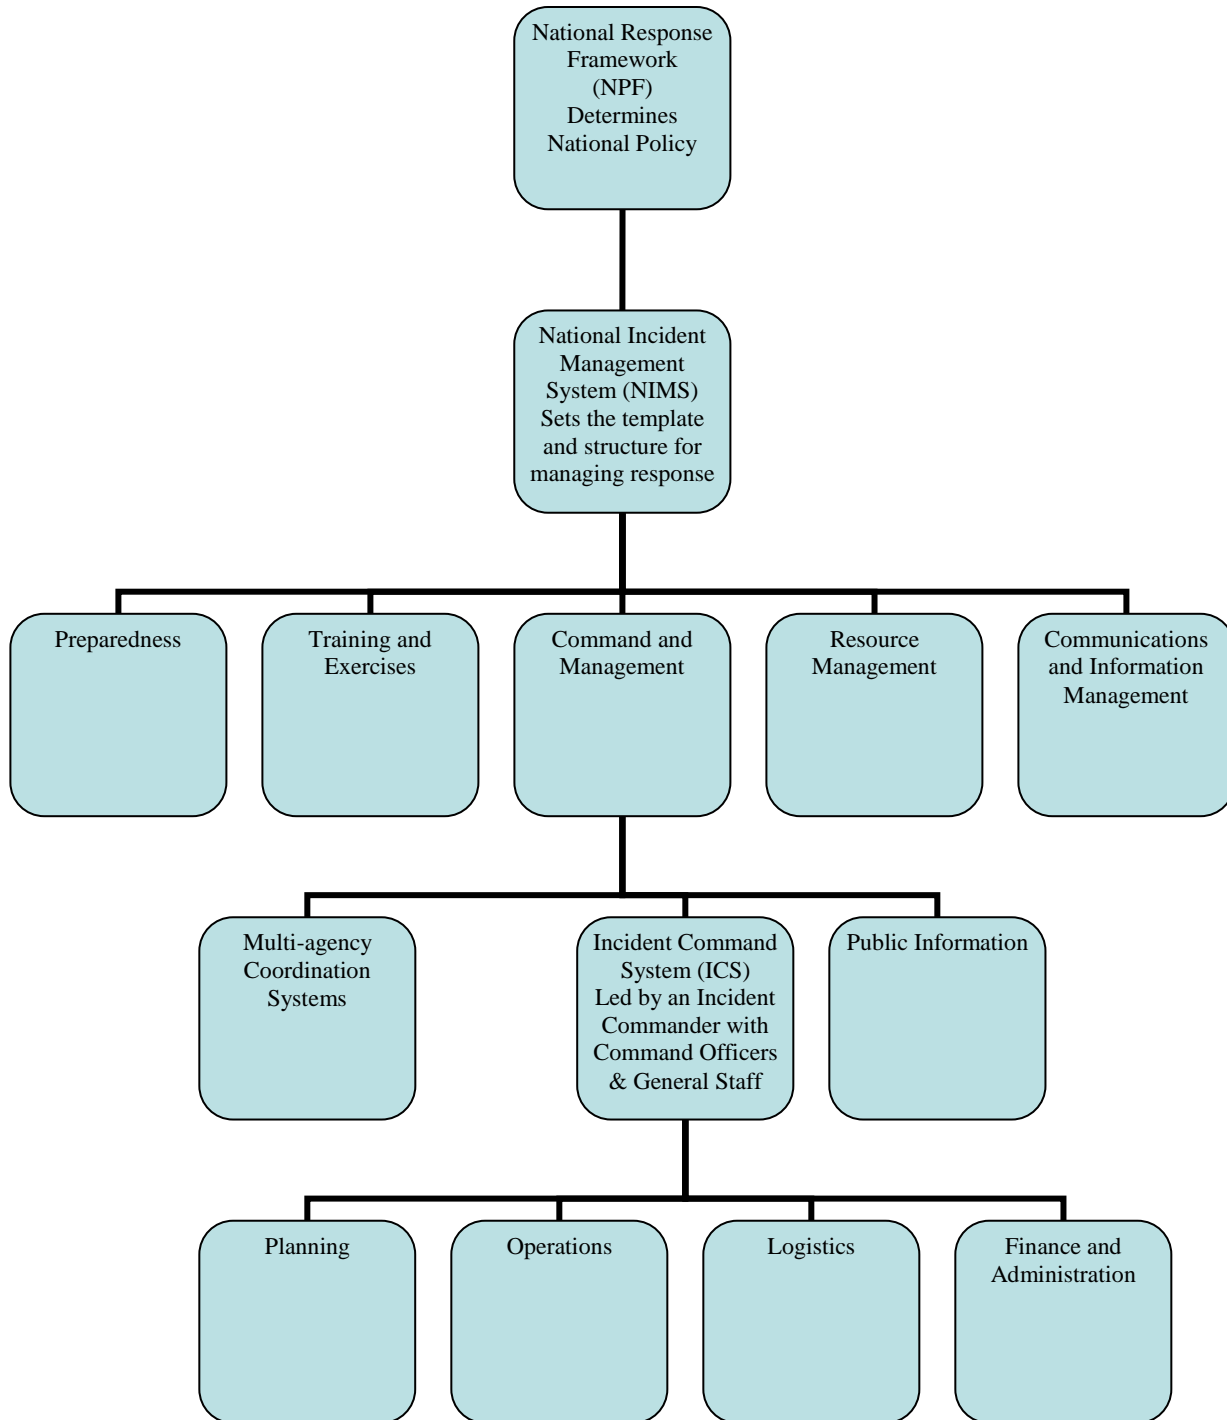 National Response
Framework
(NPF)
Determines
National Policy
National Incident
Management
System (NIMS)
Sets the template
and structure for
managing response
Preparedness
Training and
Exercises
Command and
Management
Resource
Management
Communications
and Information
Management
Multi-agency
Coordination
Systems
Incident Command
System (ICS)
Led by an Incident
Commander with
Command Officers
& General Staff
Public Information
Planning
Operations
Logistics
Finance and
Administration